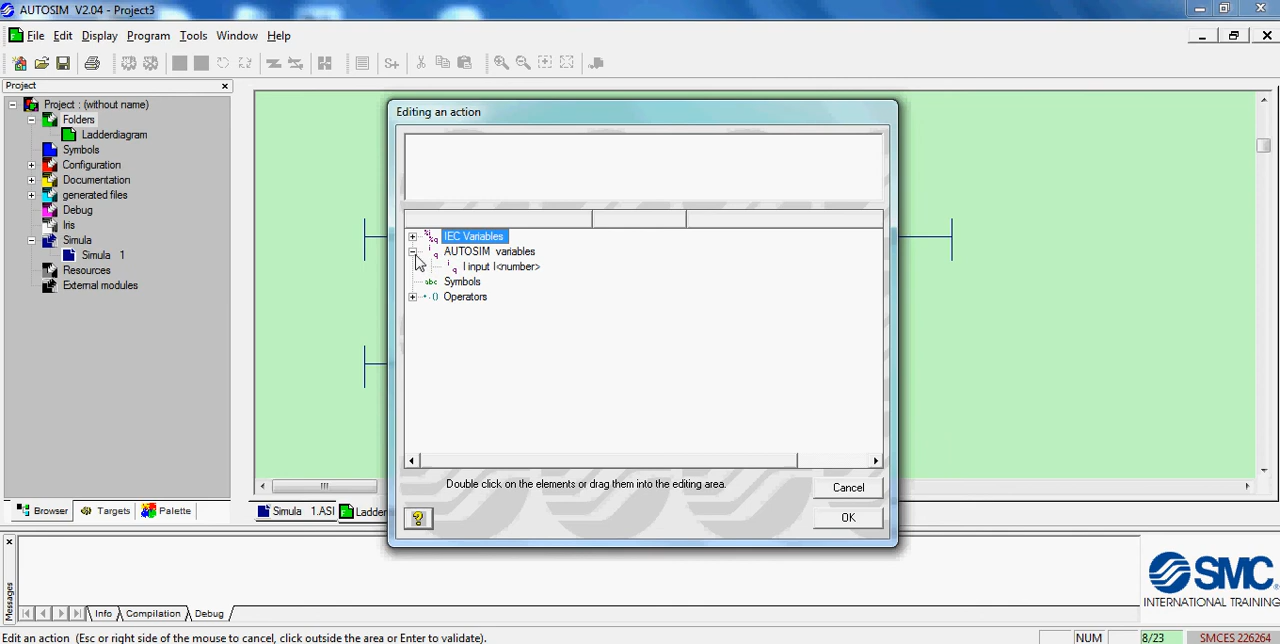 AUTOSIM V2.04 - Project3
File Edit Display Program Tools Window Help
S+
Project
Project : (without name)
Folders
Ladderdiagram
Symbols
Configuration
Documentation
generated files
Debug
Iris
Simula
Simula 1
Resources
External modules
Browser Targets Palette
Editing an action
IEC Variables
AUTOSIM variables
I input I<number>
abc Symbols
Operators
Double click on the elements or drag them into the editing area.
Cancel
OK
Simula 1.ASI Ladder
Messages
Info Compilation Debug
SMC
INTERNATIONAL TRAINING
Edit an action (Esc or right side of the mouse to cancel, click outside the area or Enter to validate). NUM 8/23 SMCES 226264